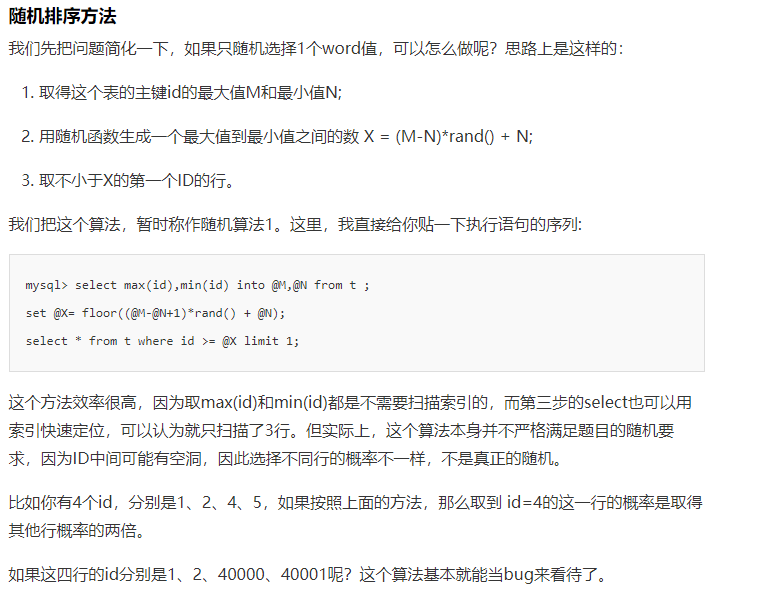 随机排序方法
我们先把问题简化一下，如果只随机选择1个word值，可以怎么做呢？思路上是这样的：
1. 取得这个表的主键id的最大值M和最小值N;
2. 用随机函数生成一个最大值到最小值之间的数 X = (M-N)*rand() + N;
3. 取不小于X的第一个ID的行。
我们把这个算法，暂时称作随机算法1。这里，我直接给你贴一下执行语句的序列:
mysql> select max(id),min(id) into @M,@N from t ;
set @X= floor((@M-@N+1)*rand() + @N);
select * from t where id >= @X limit 1;
这个方法效率很高，因为取max(id)和min(id)都是不需要扫描索引的，而第三步的select也可以用
索引快速定位，可以认为就只扫描了3行。但实际上，这个算法本身并不严格满足题目的随机要
求，因为ID中间可能有空洞，因此选择不同行的概率不一样，不是真正的随机。
比如你有4个id，分别是1、2、4、5，如果按照上面的方法，那么取到 id=4的这一行的概率是取得
其他行概率的两倍。
如果这四行的id分别是1、2、40000、40001呢？这个算法基本就能当bug来看待了。